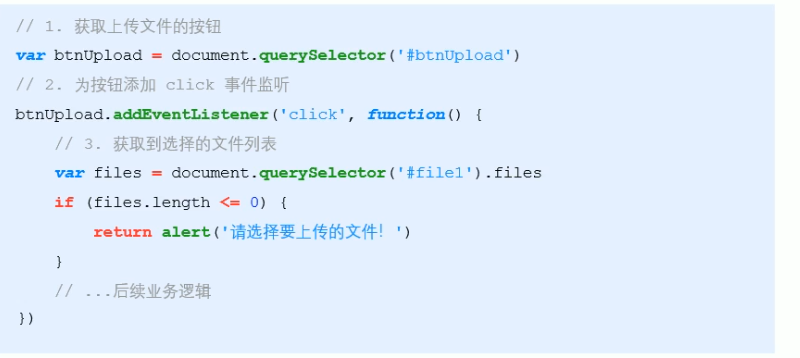 // 1. 获取上传文件的按钮
var btnUpload = document.querySelector('#btnUpload')
// 2. 为按钮添加 click 事件监听
btnUpload.addEventListener('click', function() {
    // 3. 获取到选择的文件列表
    var files = document.querySelector('#file1').files
    if (files.length <= 0) {
        return alert('请选择要上传的文件！')
    }
    // ...后续业务逻辑
})